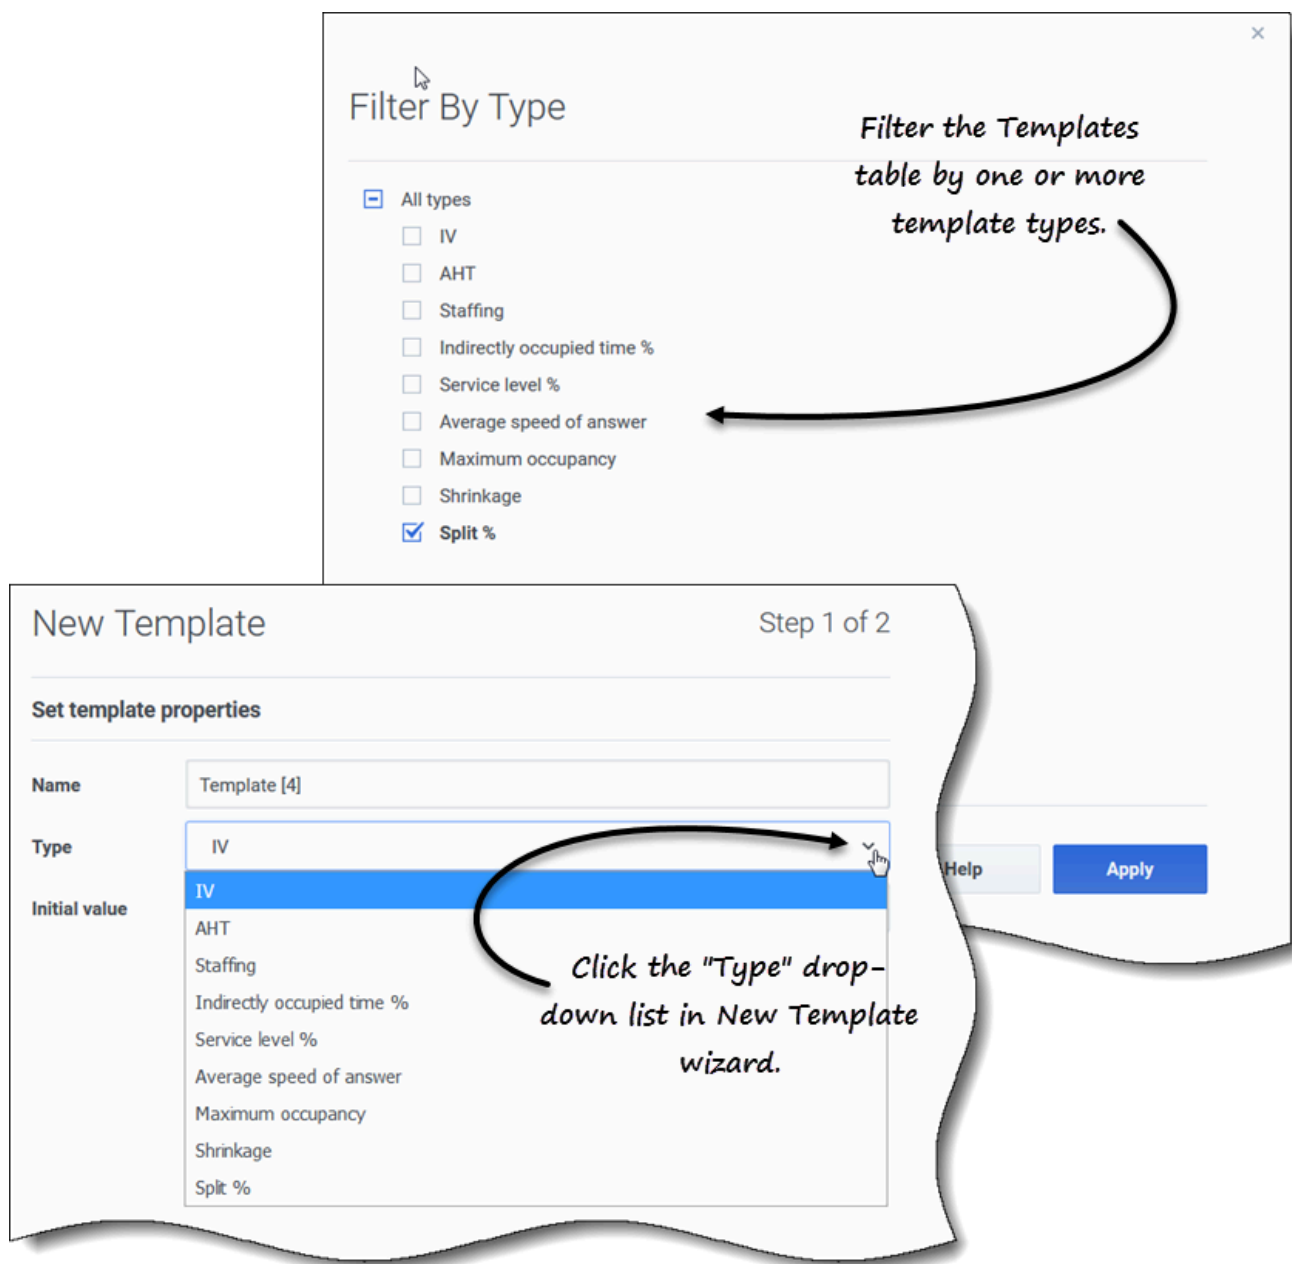 Filter By Type
Filter the Templates
table by one or more
template types.
All types
IV
AHT
Staffing
Indirectly occupied time %
Service level %
Average speed of answer
Maximum occupancy
Shrinkage
Split %
New Template
Step 1 of 2
Set template properties
Name
Template [4]
Type
IV
Initial value
IV
AHT
Staffing
Indirectly occupied time %
Service level %
Average speed of answer
Maximum occupancy
Shrinkage
Split %
Click the "Type" drop-
down list in New Template
wizard.
Help
Apply